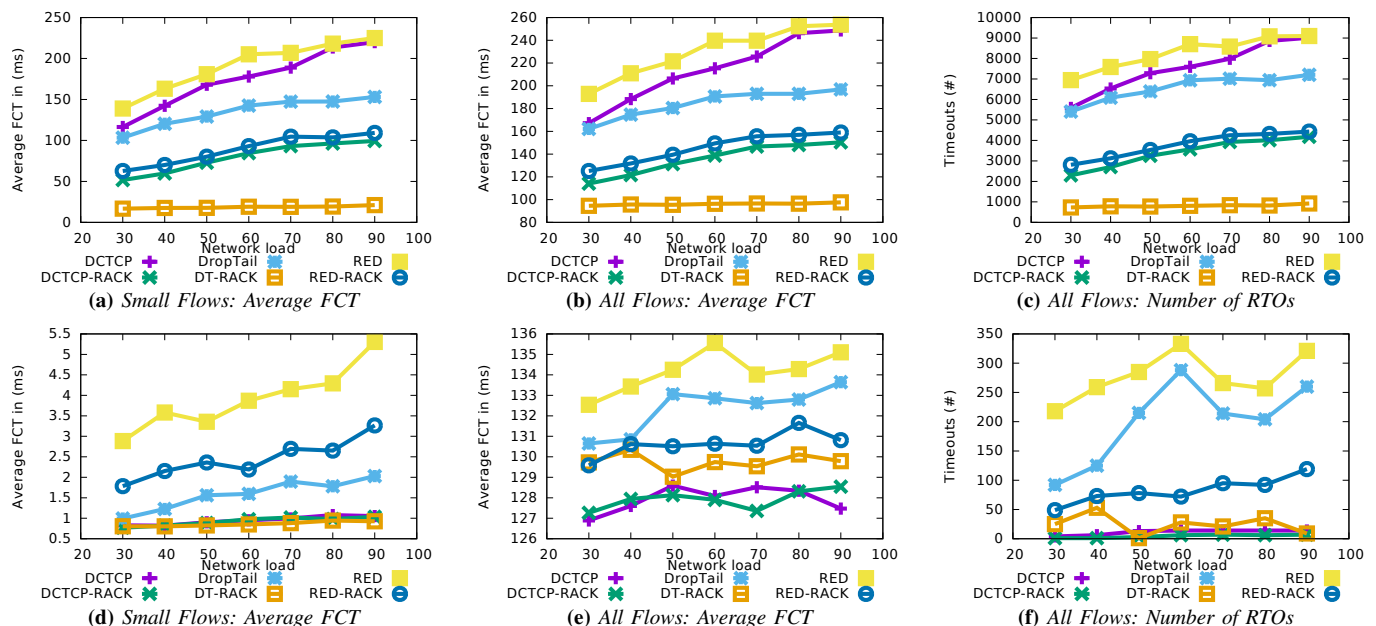 250
200
150
100
50
0
Average FCT in (ms)
20 30 40 50 60 70 80 90 100
Network load
DCTCP DropTail RED
DCTCP-RACK DT-RACK RED-RACK
(a) Small Flows: Average FCT
260
240
220
200
180
160
140
120
100
80
Average FCT in (ms)
20 30 40 50 60 70 80 90 100
Network load
DCTCP DropTail RED
DCTCP-RACK DT-RACK RED-RACK
(b) All Flows: Average FCT
10000
9000
8000
7000
6000
5000
4000
3000
2000
1000
0
Timeouts (#)
20 30 40 50 60 70 80 90 100
Network load
DCTCP DropTail RED
DCTCP-RACK DT-RACK RED-RACK
(c) All Flows: Number of RTOs
5.5
5
4.5
4
3.5
3
2.5
2
1.5
1
0.5
Average FCT in (ms)
20 30 40 50 60 70 80 90 100
Network load
DCTCP DropTail RED
DCTCP-RACK DT-RACK RED-RACK
(d) Small Flows: Average FCT
136
135
134
133
132
131
130
129
128
127
126
Average FCT in (ms)
20 30 40 50 60 70 80 90 100
Network load
DCTCP DropTail RED
DCTCP-RACK DT-RACK RED-RACK
(e) All Flows: Average FCT
350
300
250
200
150
100
50
0
Timeouts (#)
20 30 40 50 60 70 80 90 100
Network load
DCTCP DropTail RED
DCTCP-RACK DT-RACK RED-RACK
(f) All Flows: Number of RTOs